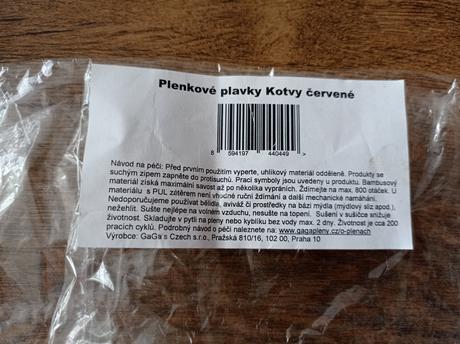 Plenkové plavky Kotvy červené
8 594197 440449 >
Návod na péči: Před prvním použitím vyperte, uhlíkový materiál odděleně. Produkty se
suchým zipem zapněte do protisuchů. Prací symboly jsou uvedeny u produktu. Bambusový
materiál získá maximální savost až po několika vypráních. Ždímejte na max. 800 otáček. U
materiálu s PUL zátěrem není vhodné ruční ždímání a další mechanické namáhání.
Nedoporučujeme používat bělidla, aviváž či prostředky na bázi mýdla (mýdlový sliz apod.),
nežehlit. Sušte nejlépe na volném vzduchu, nesušte na topení. Sušení v sušičce snižuje
životnost. Skladujte v pytli na pleny nebo kyblíku bez vody max. 2 dny. Životnost je cca 200
pracích cyklů. Podrobný návod o péči naleznete na: www.gagapleny.cz/o-plenach
Výrobce: GaGa's Czech s.r.o., Pražská 810/16, 102 00, Praha 10